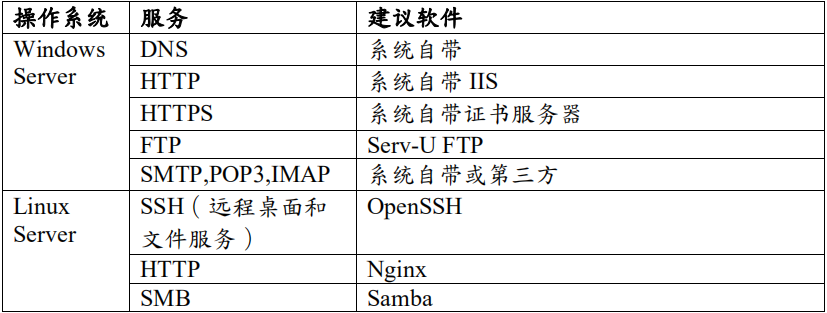 操作系统 服务 建议软件
Windows Server DNS 系统自带
HTTP 系统自带 IIS
HTTPS 系统自带证书服务器
FTP Serv-U FTP
SMTP,POP3,IMAP 系统自带或第三方
Linux Server SSH（远程桌面和文件服务） OpenSSH
HTTP Nginx
SMB Samba